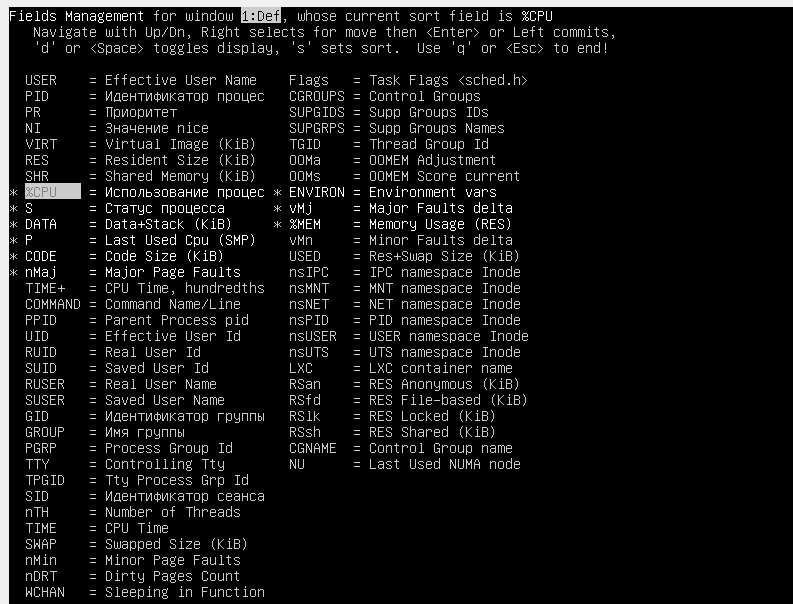 Fields Management for window 1:Def, whose current sort field is %CPU
Navigate with Up/Dn, Right selects for move then <Enter> or Left commits,
'd' or <Space> toggles display, 's' sets sort. Use 'q' or <Esc> to end!
USER = Effective User Name Flags = Task Flags <sched.h>
PID = Идентификатор процес CGROUPS = Control Groups
PR = Приоритет SUPGIDS = Supp Groups IDs
NI = Значение nice SUPGRPS = Supp Groups Names
VIRT = Virtual Image (KiB) TGID = Thread Group Id
RES = Resident Size (KiB) OOMa = OOMEM Adjustment
SHR = Shared Memory (KiB) OOMs = OOMEM Score current
* %CPU = Использование процес * ENVIRON = Environment vars
* S = Статус процесса * vMj = Major Faults delta
* DATA = Data+Stack (KiB) * %MEM = Memory Usage (RES)
* P = Last Used Cpu (SMP) vMn = Minor Faults delta
* CODE = Code Size (KiB) USED = Res+Swap Size (KiB)
* nMaj = Major Page Faults nsIPC = IPC namespace Inode
TIME+ = CPU Time, hundredths nsMNT = MNT namespace Inode
COMMAND = Command Name/Line nsNET = NET namespace Inode
PPID = Parent Process pid nsPID = PID namespace Inode
UID = Effective User Id nsUSER = USER namespace Inode
RUID = Real User Id nsUTS = UTS namespace Inode
SUID = Saved User Id LXC = LXC container name
RUSER = Real User Name RSan = RES Anonymous (KiB)
SUSER = Saved User Name RSfd = RES File-based (KiB)
GID = Идентификатор группы RSlk = RES Locked (KiB)
GROUP = Имя группы RSsh = RES Shared (KiB)
PGRP = Process Group Id CGNAME = Control Group name
TTY = Controlling Tty NU = Last Used NUMA node
TPGID = Tty Process Grp Id
SID = Идентификатор сеанса
nTH = Number of Threads
TIME = CPU Time
SWAP = Swapped Size (KiB)
nMin = Minor Page Faults
nDRT = Dirty Pages Count
WCHAN = Sleeping in Function